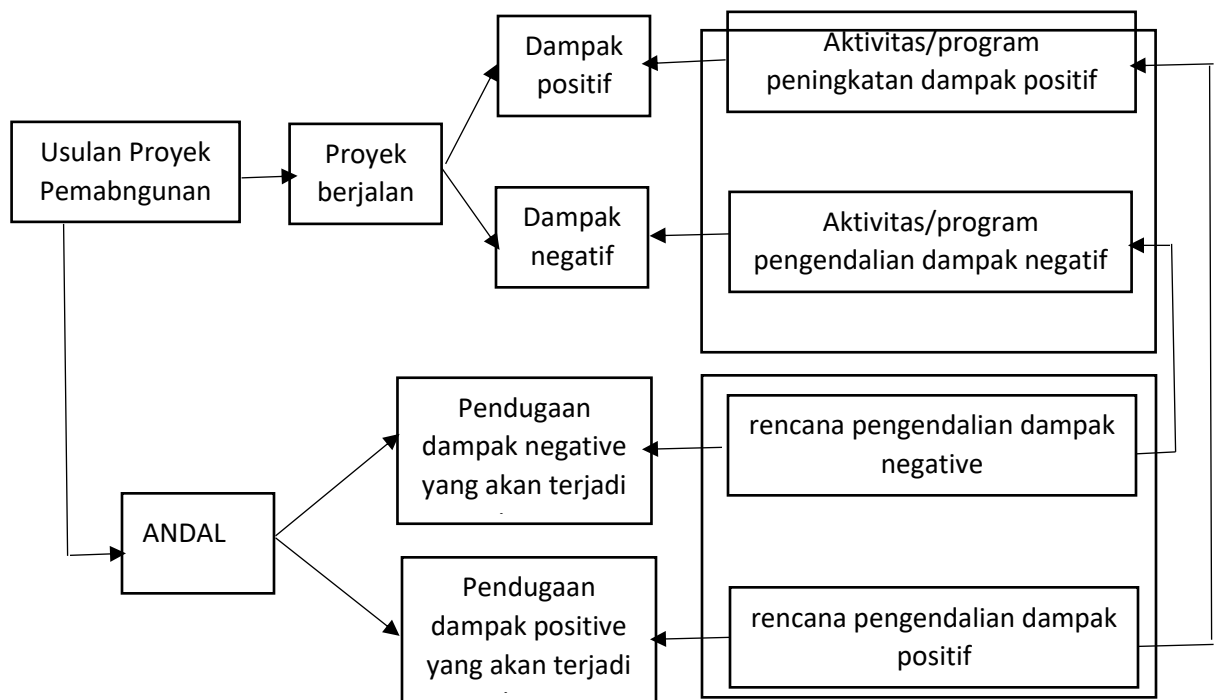 Dampak
positif
Aktivitas/program
peningkatan dampak positif
Usulan Proyek
Pemabngunan
Proyek
berjalan
Dampak
negatif
Aktivitas/program
pengendalian dampak negatif
Pendugaan
dampak negative
yang akan terjadi
rencana pengendalian dampak
negative
ANDAL
Pendugaan
dampak positive
yang akan terjadi
rencana pengendalian dampak
positif